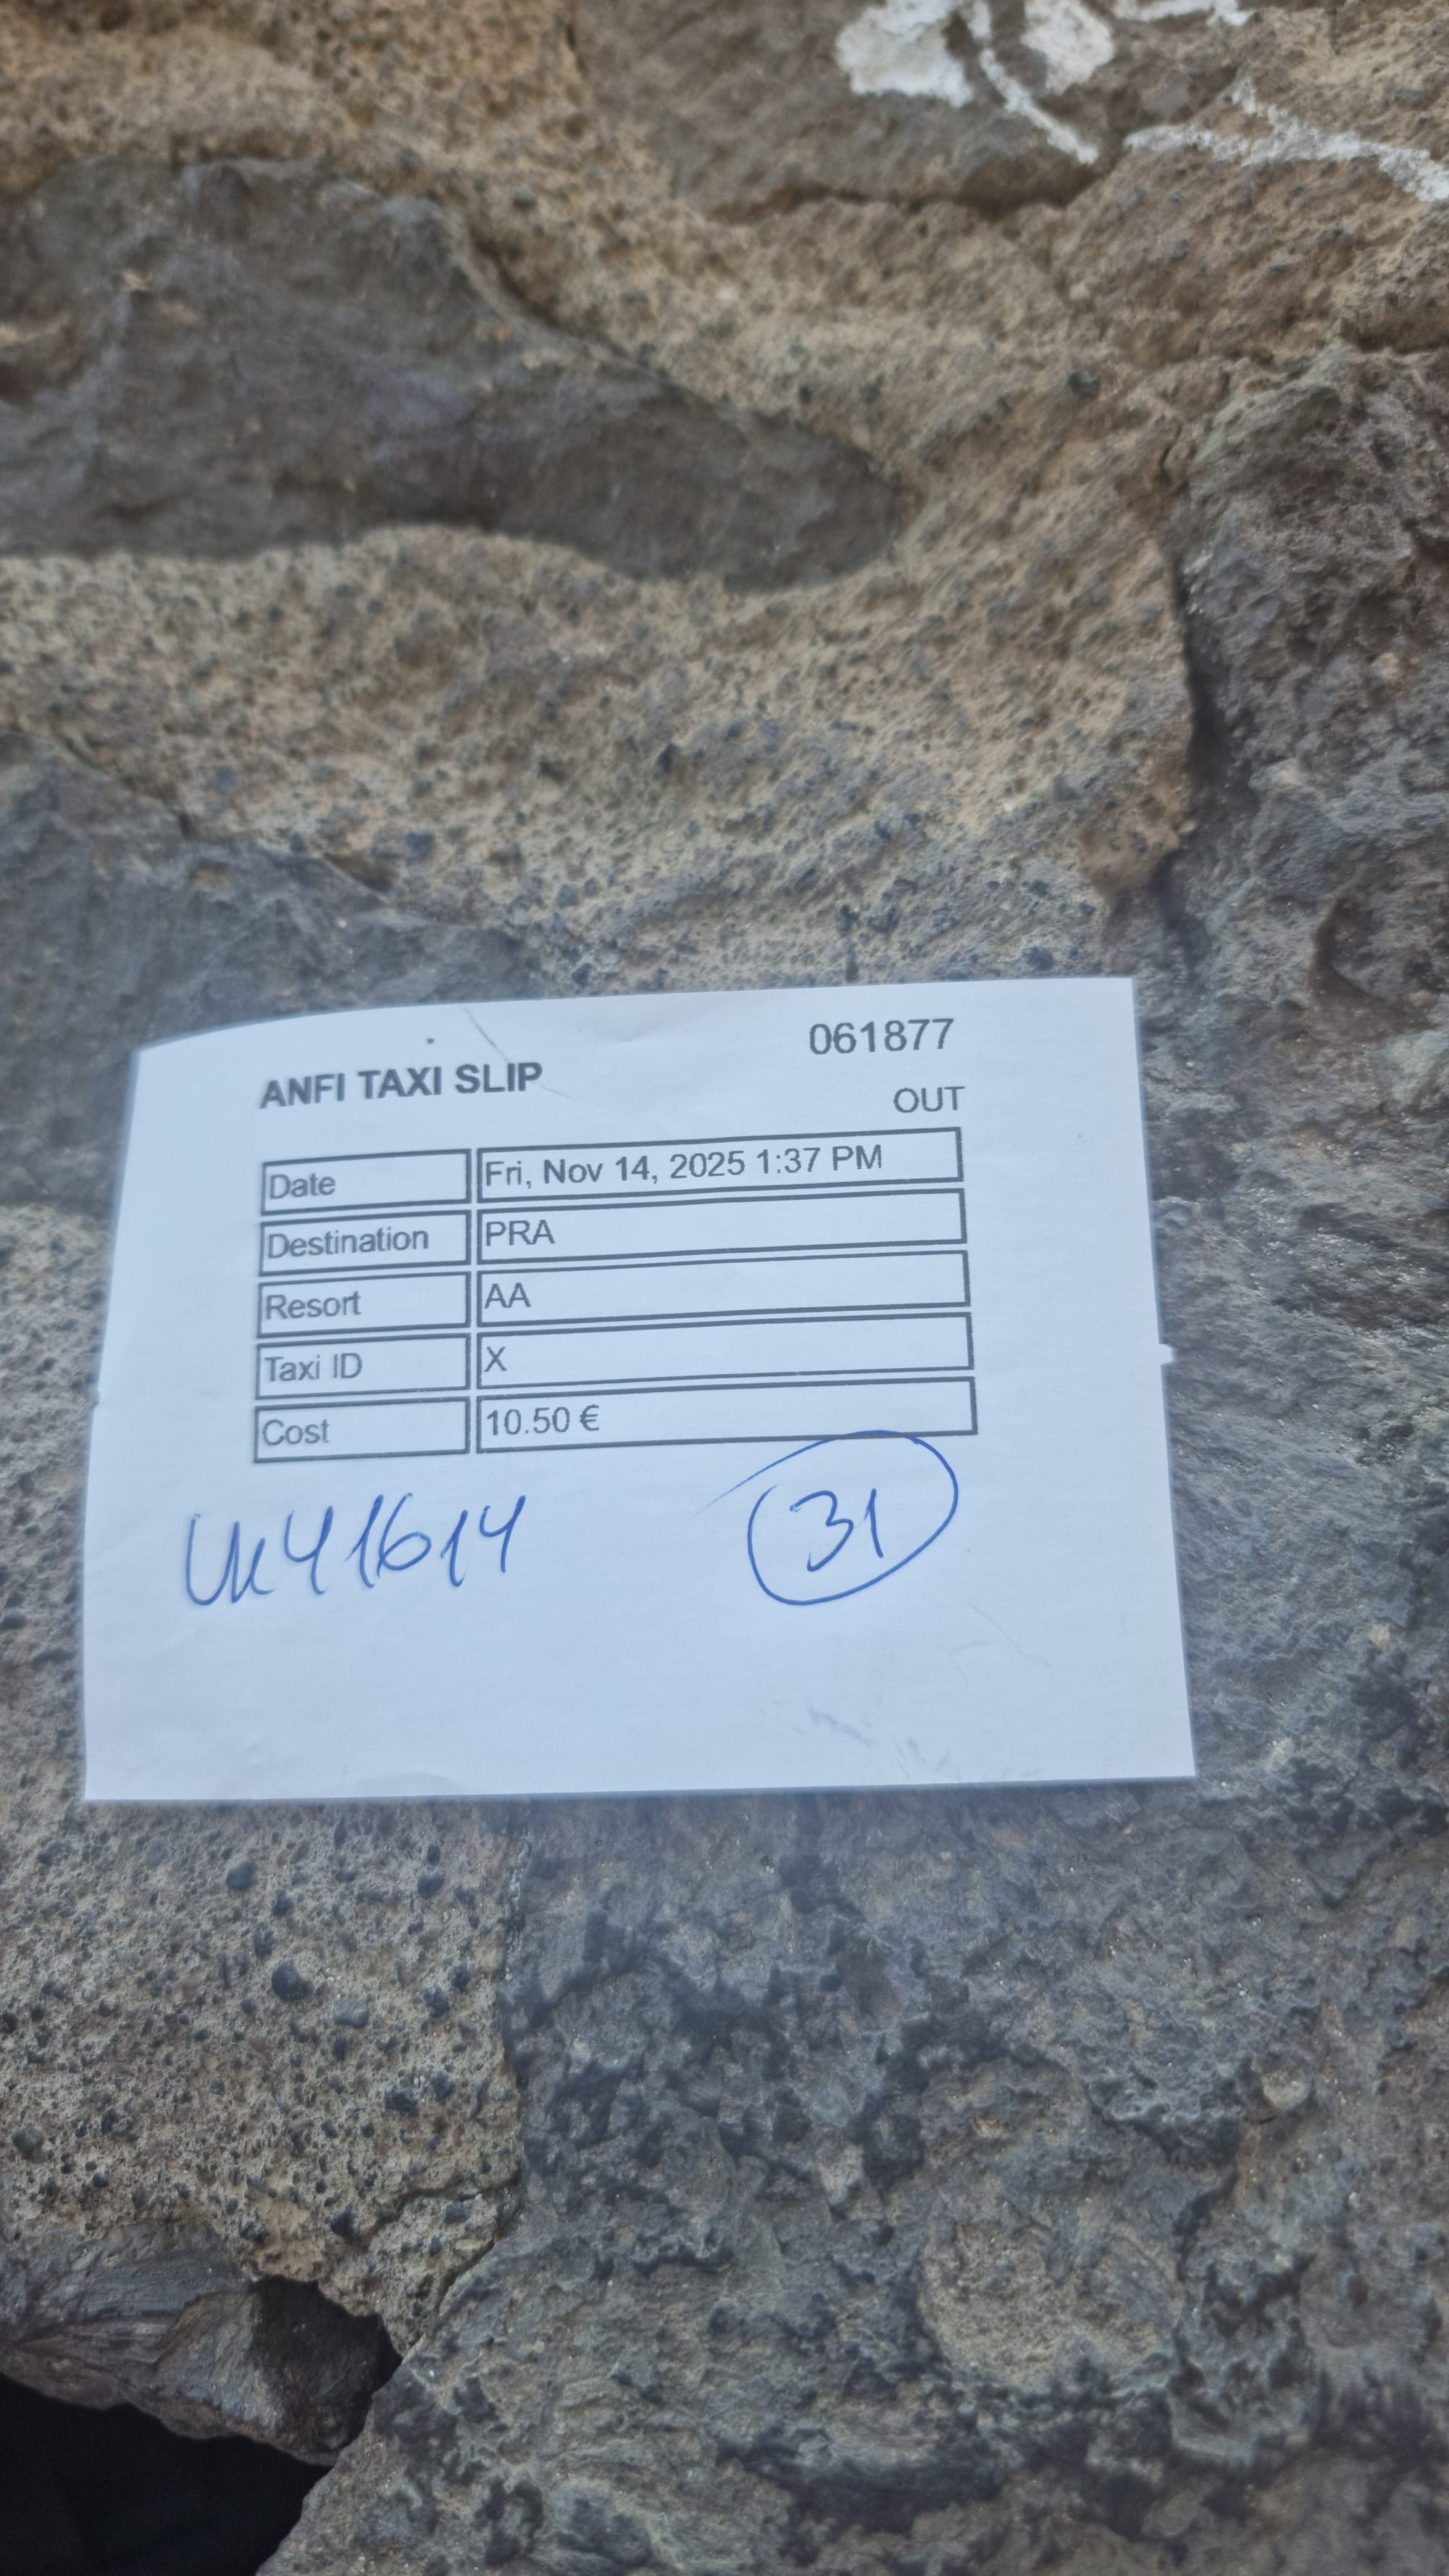 061877
ANFI TAXI SLIP
OUT
Date Fri, Nov 14, 2025 1:37 PM
Destination PRA
Resort AA
Taxi ID X
Cost 10.50 €
UK41614 31